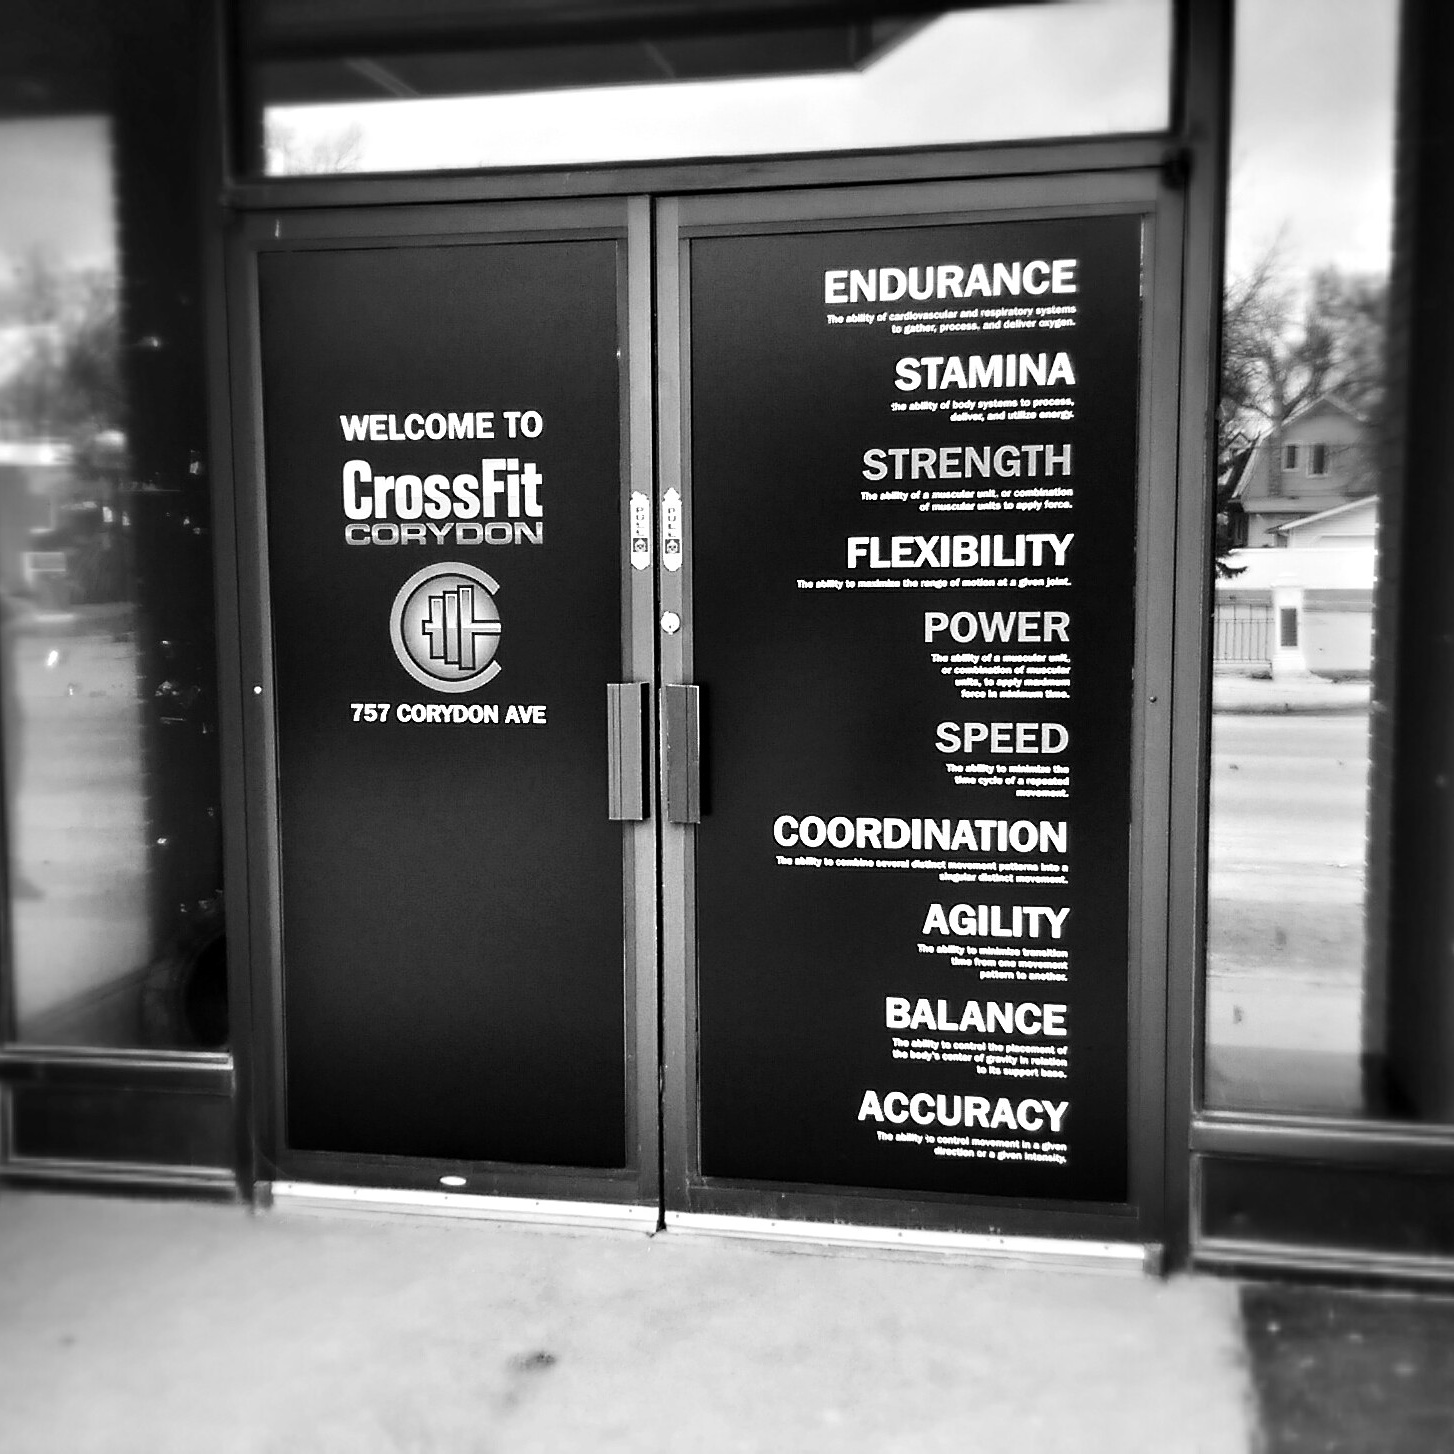 WELCOME TO
CrossFit
CORYDON
757 CORYDON AVE
PULL
PULL
ENDURANCE
The ability of cardiovascular and respiratory systems
to gather, process, and deliver oxygen.
STAMINA
the ability of body systems to process,
deliver, and utilize energy.
STRENGTH
The ability of a muscular unit, or combination
of muscular units to apply force.
FLEXIBILITY
The ability to maximize the range of motion at a given joint.
POWER
The ability of a muscular unit,
or combination of muscular
units, to apply maximum
force in minimum time.
SPEED
The ability to minimize the
time cycle of a repeated
movement.
COORDINATION
The ability to combine several distinct movement patterns into a
singular distinct movement.
AGILITY
The ability to minimize transition
time from one movement
pattern to another.
BALANCE
The ability to control the placement of
the body's center of gravity in relation
to its support base.
ACCURACY
The ability to control movement in a given
direction or a given intensity.